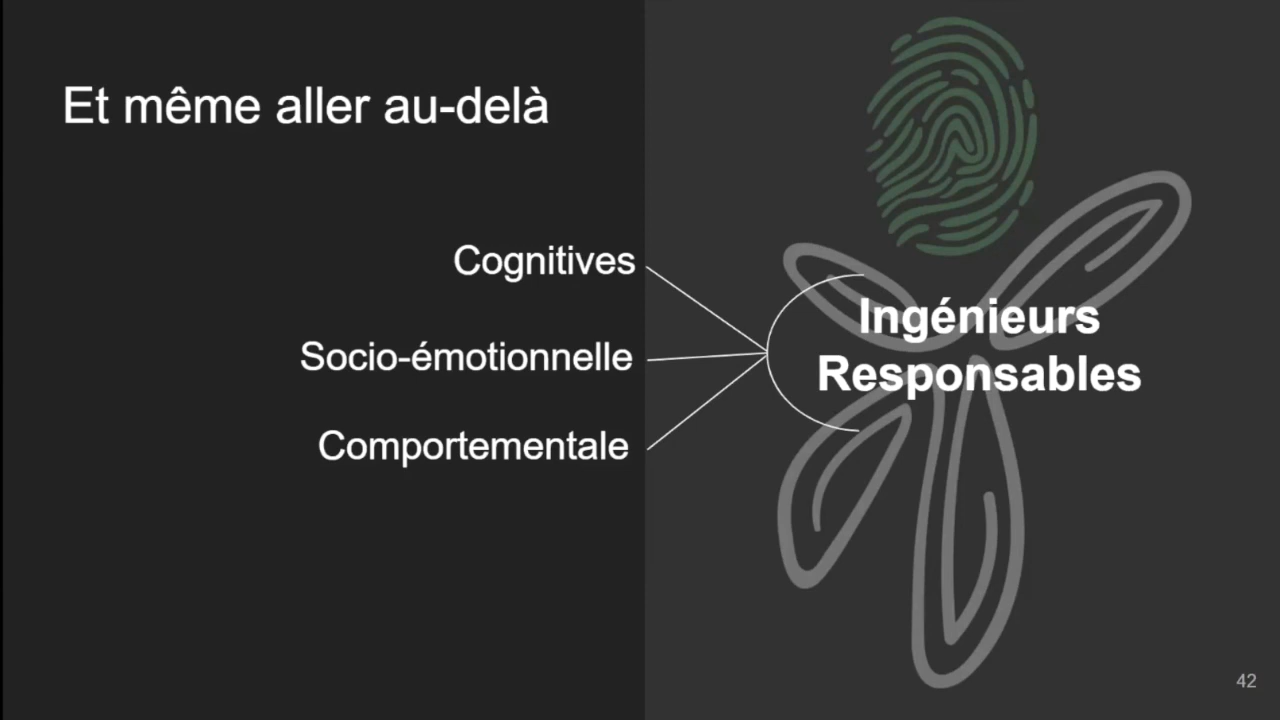 Et même aller au-delà
Cognitives
Socio-émotionnelle
Comportementale
Ingénieurs
Responsables
42